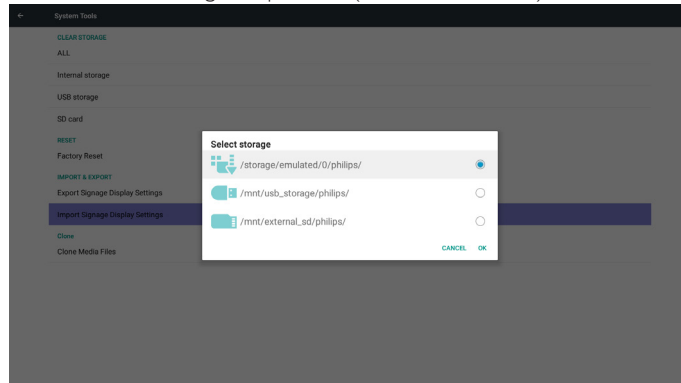 System Tools
CLEAR STORAGE
ALL
Internal storage
USB storage
SD card
RESET
Factory Reset
IMPORT & EXPORT
Export Signage Display Settings
Import Signage Display Settings
Clone
Clone Media Files
Select storage
/storage/emulated/0/philips/
/mnt/usb_storage/philips/
/mnt/external_sd/philips/
CANCEL OK